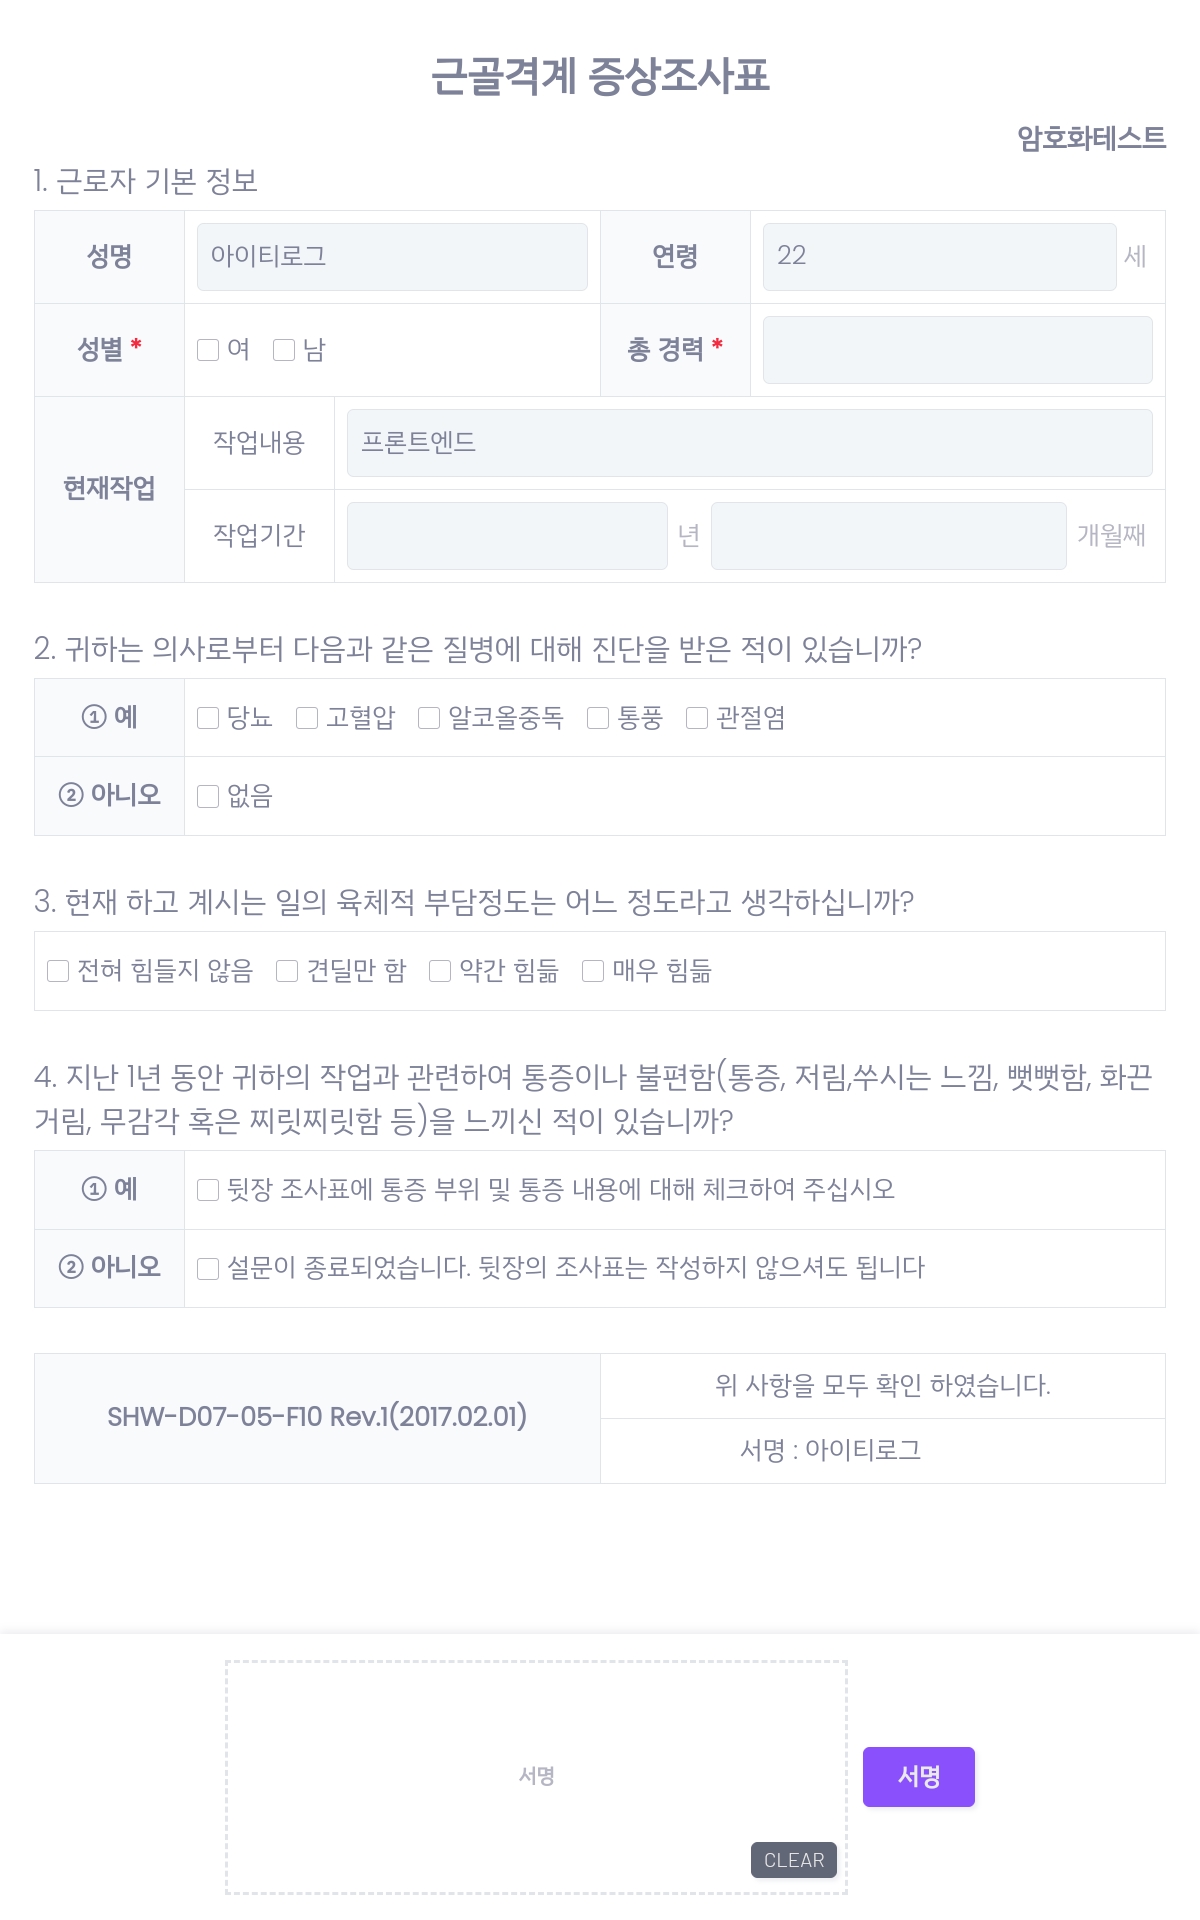 근골격계 증상조사표
암호화테스트
1. 근로자 기본 정보
성명 아이티로그 연령 22 세
성별 * 여 남 총 경력 *
현재작업 작업내용 프론트엔드
작업기간 년 개월째
2. 귀하는 의사로부터 다음과 같은 질병에 대해 진단을 받은 적이 있습니까?
① 예 당뇨 고혈압 알코올중독 통풍 관절염
② 아니오 없음
3. 현재 하고 계시는 일의 육체적 부담정도는 어느 정도라고 생각하십니까?
전혀 힘들지 않음 견딜만 함 약간 힘듦 매우 힘듦
4. 지난 1년 동안 귀하의 작업과 관련하여 통증이나 불편함(통증, 저림,쑤시는 느낌, 뻣뻣함, 화끈
거림, 무감각 혹은 찌릿찌릿함 등)을 느끼신 적이 있습니까?
① 예 뒷장 조사표에 통증 부위 및 통증 내용에 대해 체크하여 주십시오
② 아니오 설문이 종료되었습니다. 뒷장의 조사표는 작성하지 않으셔도 됩니다
위 사항을 모두 확인 하였습니다.
SHW-D07-05-F10 Rev.1(2017.02.01)
서명 : 아이티로그
서명
서명
CLEAR